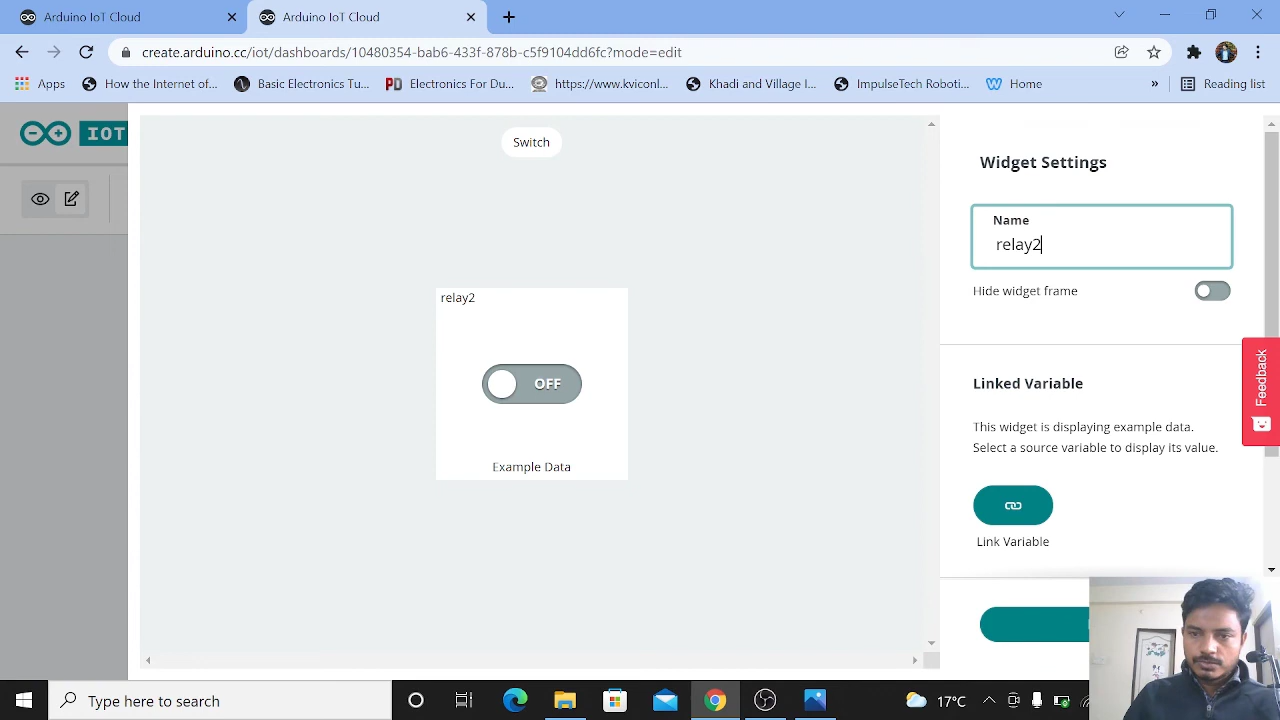 Arduino IoT Cloud
Arduino IoT Cloud
create.arduino.cc/iot/dashboards/10480354-bab6-433f-878b-c5f9104dd6fc?mode=edit
Apps
How the Internet of...
Basic Electronics T...
Electronics For Du...
https://www.kviconl...
Khadi and Village I...
ImpulseTech Roboti...
Home
»
Reading list
IOT
Switch
Widget Settings
Name
relay2
Hide widget frame
relay2
OFF
Example Data
Linked Variable
This widget is displaying example data.
Select a source variable to display its value.
Link Variable
Feedback
Type here to search
17°C